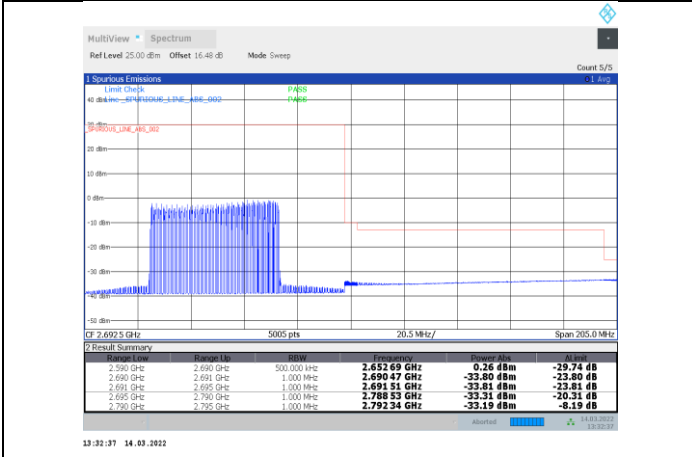 MultiView Spectrum
Ref Level 25.00 dBm Offset 16.48 dB Mode Sweep
Count 5/5
1 Spurious Emissions 1 Avg
Limit Check PASS
40 dBm Line _SPURIOUS_LINE_ABS_002 PASS
30 dBm
_SPURIOUS_LINE_ABS_002
20 dBm
10 dBm
0 dBm
-10 dBm
-20 dBm
-30 dBm
-40 dBm
-50 dBm
CF 2.6925 GHz 5005 pts 20.5 MHz/ Span 205.0 MHz
2 Result Summary
Range Low Range Up RBW Frequency Power Abs ΔLimit
2.590 GHz 2.690 GHz 500.000 kHz 2.652 69 GHz 0.26 dBm -29.74 dB
2.690 GHz 2.691 GHz 1.000 MHz 2.690 47 GHz -33.80 dBm -23.80 dB
2.691 GHz 2.695 GHz 1.000 MHz 2.691 51 GHz -33.81 dBm -23.81 dB
2.695 GHz 2.790 GHz 1.000 MHz 2.788 53 GHz -33.31 dBm -20.31 dB
2.790 GHz 2.795 GHz 1.000 MHz 2.792 34 GHz -33.19 dBm -8.19 dB
Aborted 14.03.2022
13:32:37
13:32:37 14.03.2022